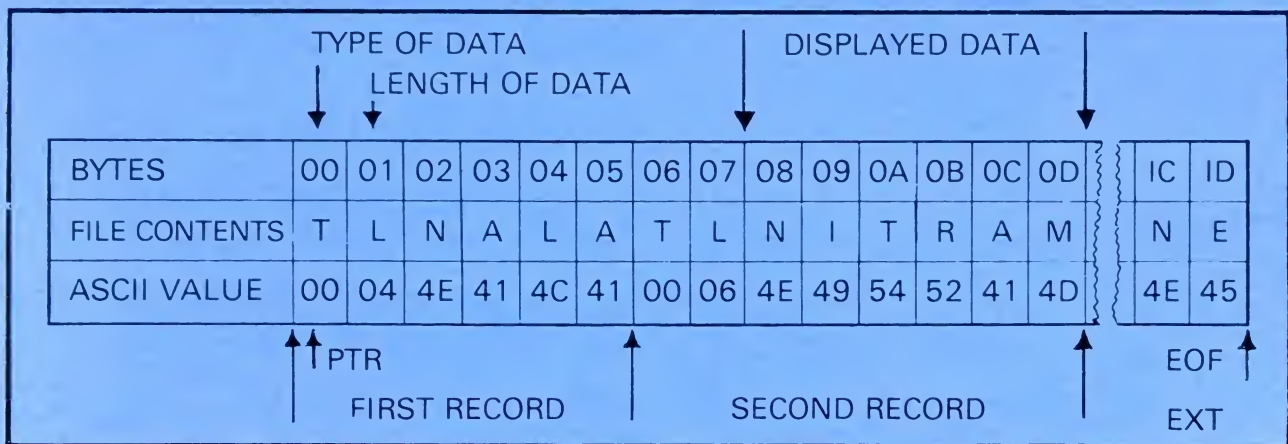 TYPE OF DATA DISPLAYED DATA
LENGTH OF DATA
BYTES 00 01 02 03 04 05 06 07 08 09 0A 0B 0C 0D IC ID
FILE CONTENTS T L N A L A T L N I T R A M N E
ASCII VALUE 00 04 4E 41 4C 41 00 06 4E 49 54 52 41 4D 4E 45
PTR EOF
FIRST RECORD SECOND RECORD EXT